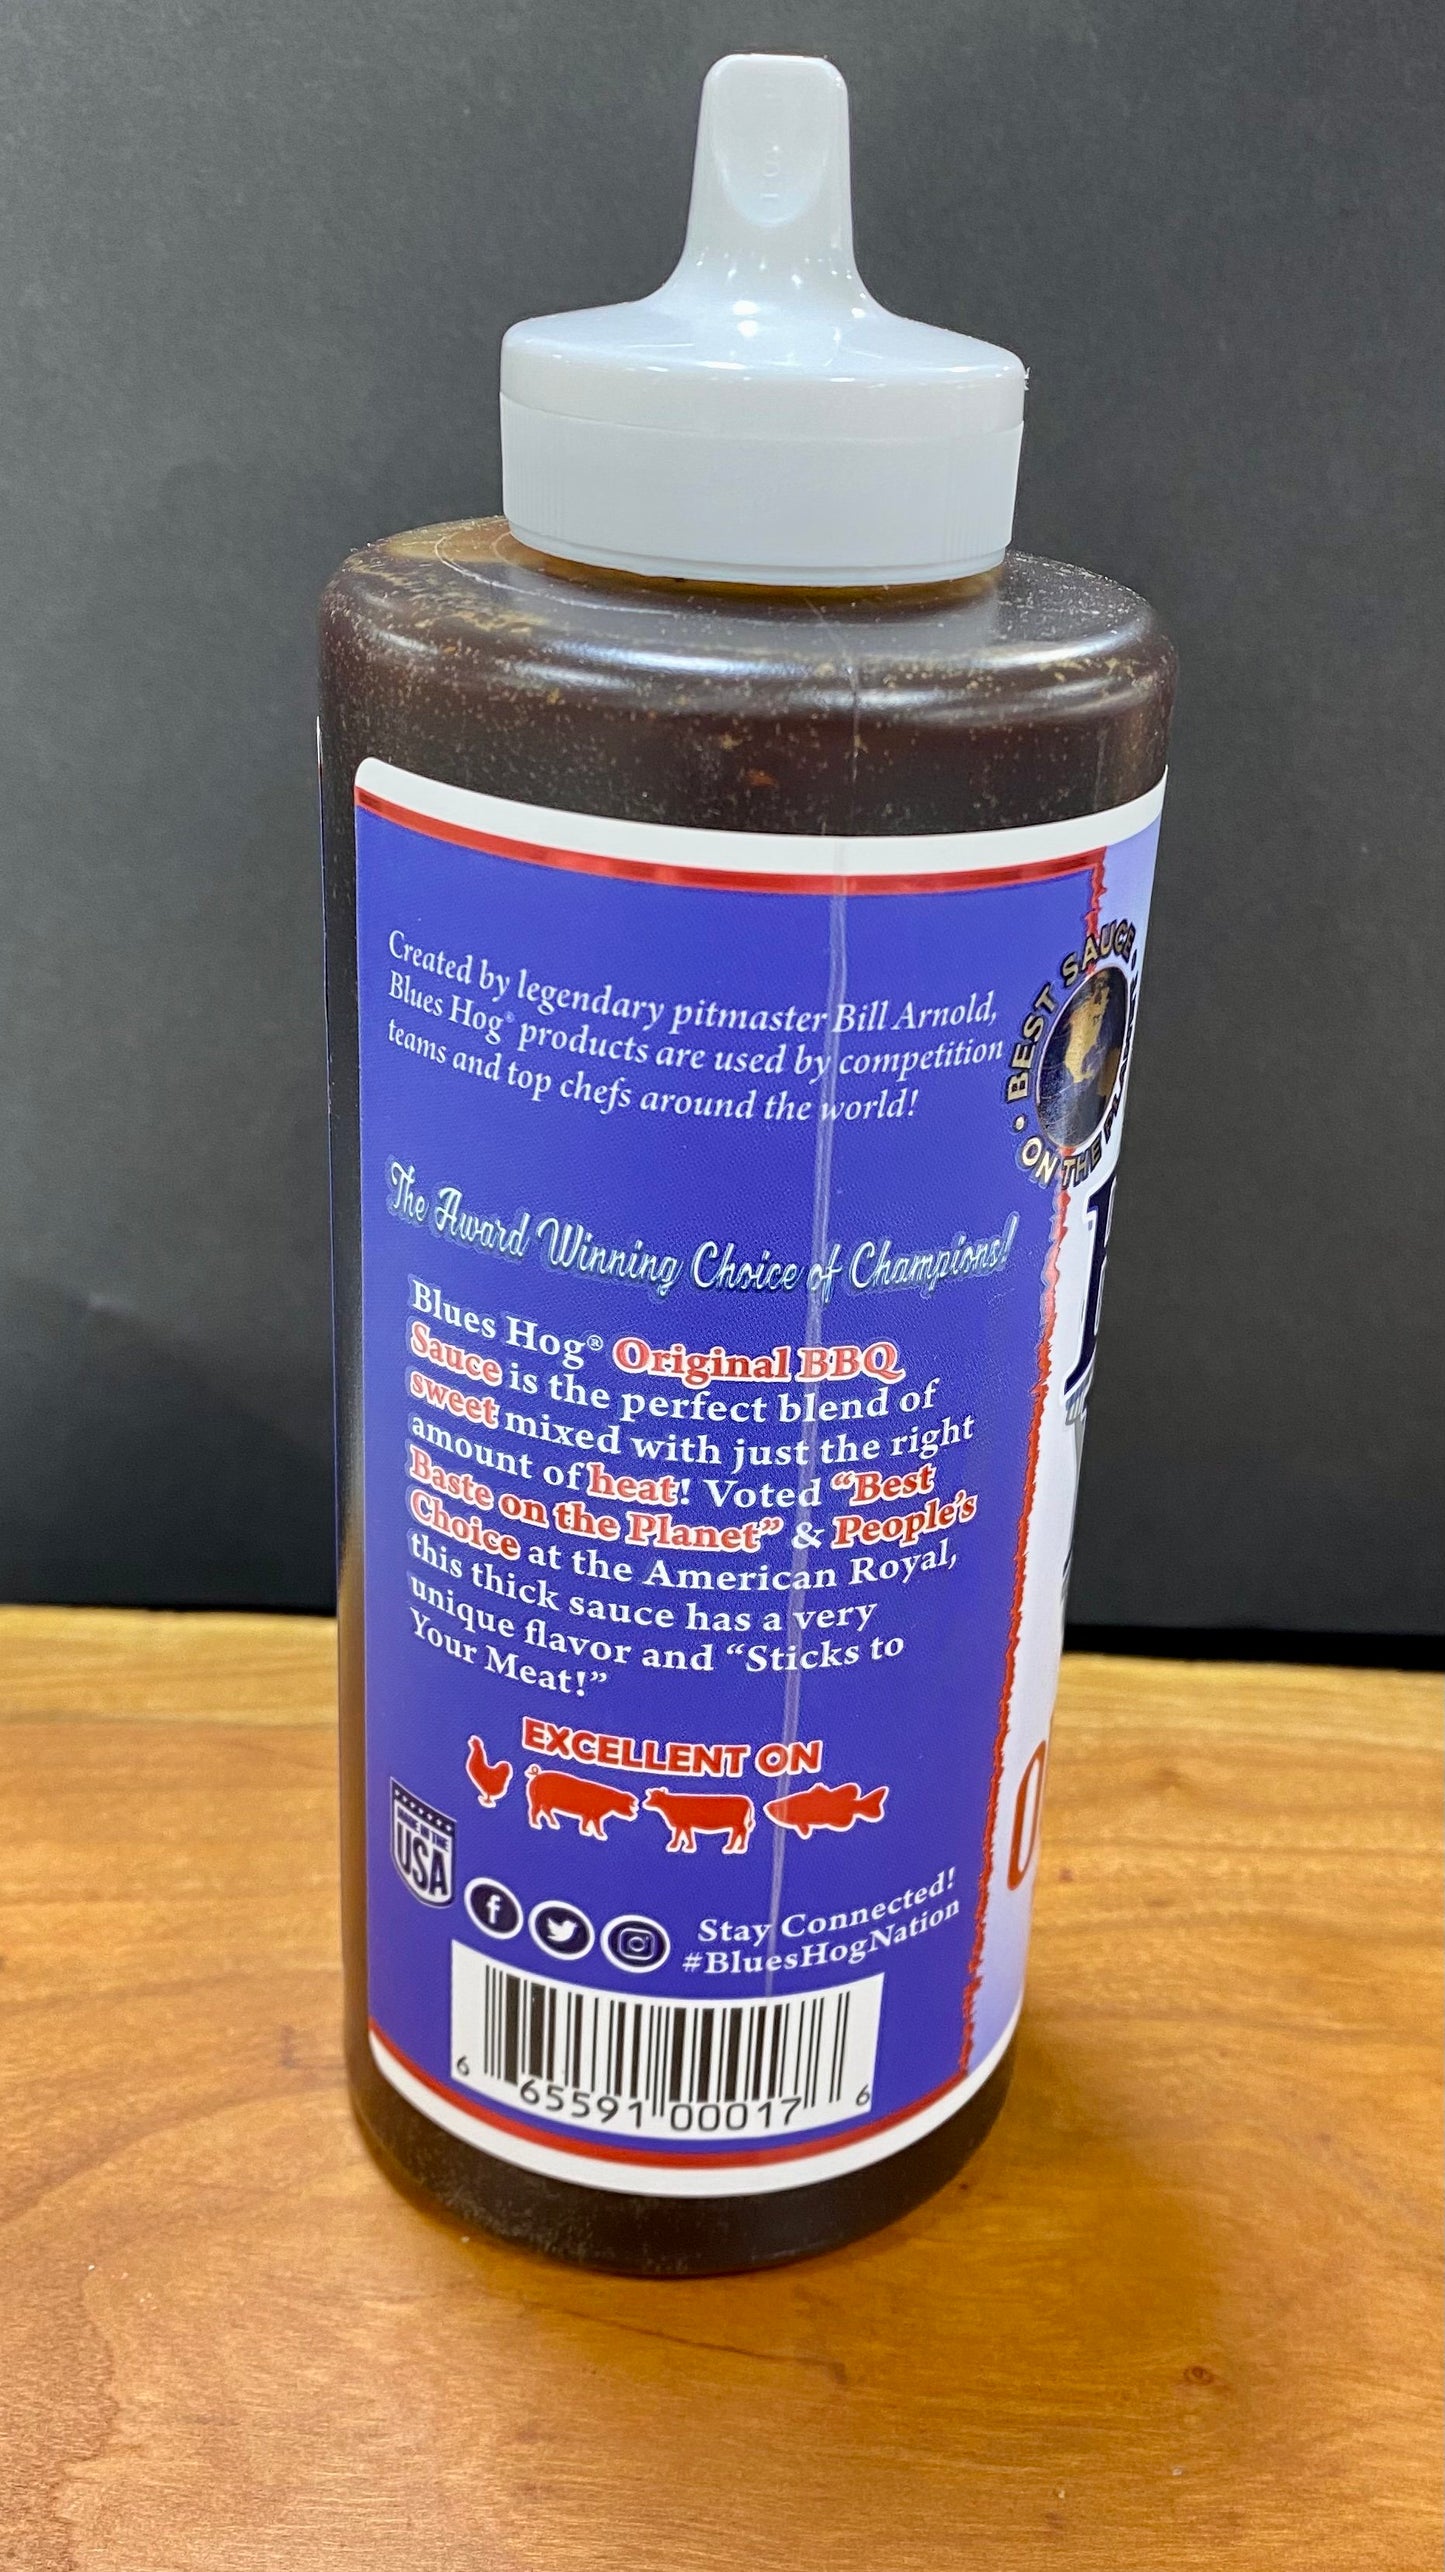 Created by legendary pitmaster Bill Arnold,
Blues Hog® products are used by competition
teams and top chefs around the world!
The Award Winning Choice of Champions!
Blues Hog® Original BBQ
Sauce is the perfect blend of
sweet mixed with just the right
amount of heat! Voted “Best
Baste on the Planet” & People’s
Choice at the American Royal,
this thick sauce has a very
unique flavor and “Sticks to
Your Meat!”
EXCELLENT ON
MADE IN THE
USA
Stay Connected!
#BluesHogNation
6 65591 00017 6
• BEST SAUCE •
ON THE PLANET